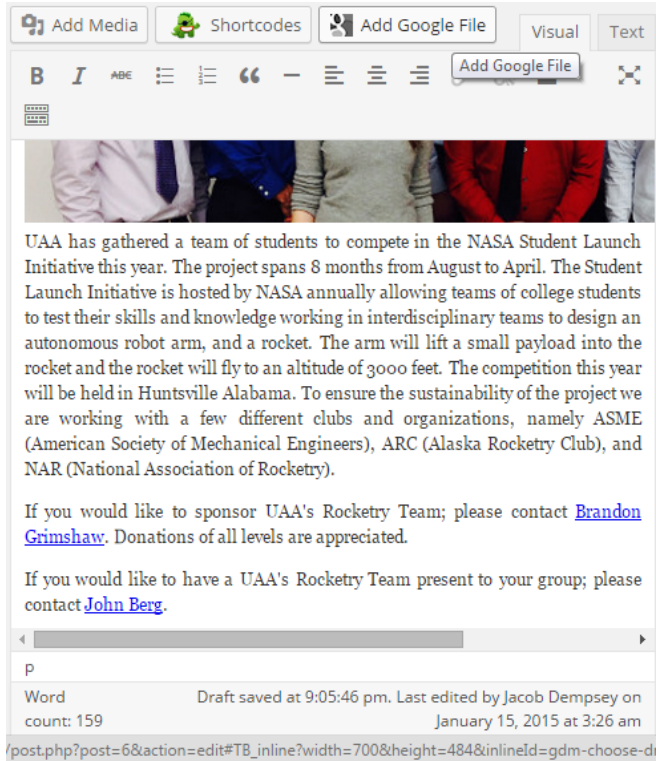 Add Media Shortcodes Add Google File Visual Text
B I ABE Add Google File
UAA has gathered a team of students to compete in the NASA Student Launch
Initiative this year. The project spans 8 months from August to April. The Student
Launch Initiative is hosted by NASA annually allowing teams of college students
to test their skills and knowledge working in interdisciplinary teams to design an
autonomous robot arm, and a rocket. The arm will lift a small payload into the
rocket and the rocket will fly to an altitude of 3000 feet. The competition this year
will be held in Huntsville Alabama. To ensure the sustainability of the project we
are working with a few different clubs and organizations, namely ASME
(American Society of Mechanical Engineers), ARC (Alaska Rocketry Club), and
NAR (National Association of Rocketry).
If you would like to sponsor UAA's Rocketry Team; please contact Brandon
Grimshaw. Donations of all levels are appreciated.
If you would like to have a UAA's Rocketry Team present to your group; please
contact John Berg.
p
Word Draft saved at 9:05:46 pm. Last edited by Jacob Dempsey on
count: 159 January 15, 2015 at 3:26 am
/post.php?post=6&action=edit#TB_inline?width=700&height=484&inlineId=gdm-choose-dr